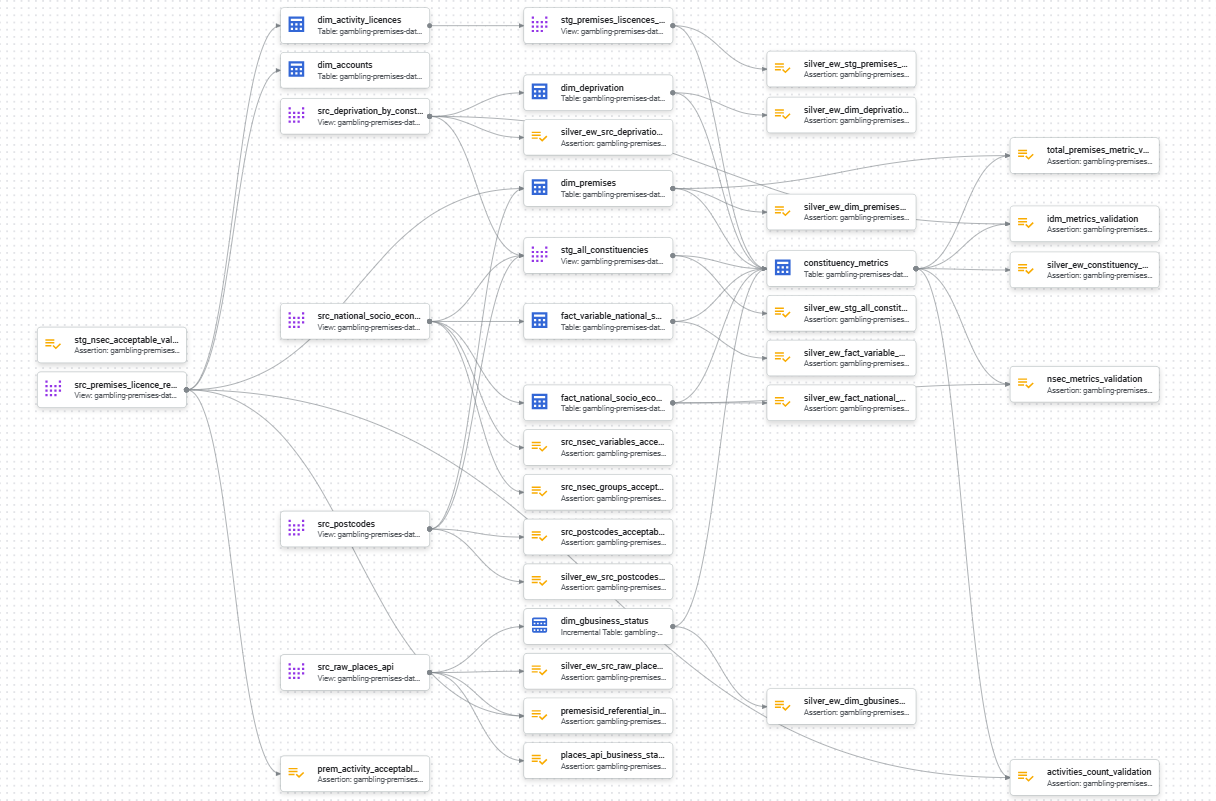 stg_nsec_acceptable_val...
Assertion: gambling-premises...
src_premises_licence_re...
View: gambling-premises-dat...
dim_activity_licences
Table: gambling-premises-dat...
dim_accounts
Table: gambling-premises-dat...
src_deprivation_by_const...
View: gambling-premises-dat...
src_national_socio_econ...
View: gambling-premises-dat...
src_postcodes
View: gambling-premises-dat...
src_raw_places_api
View: gambling-premises-dat...
prem_activity_acceptabl...
Assertion: gambling-premises...
stg_premises_liscences_...
View: gambling-premises-dat...
dim_deprivation
Table: gambling-premises-dat...
silver_ew_src_deprivatio...
Assertion: gambling-premises...
dim_premises
Table: gambling-premises-dat...
stg_all_constituencies
View: gambling-premises-dat...
fact_variable_national_s...
Table: gambling-premises-dat...
fact_national_socio_eco...
Table: gambling-premises-dat...
src_nsec_variables_acce...
Assertion: gambling-premises...
src_nsec_groups_accept...
Assertion: gambling-premises...
src_postcodes_acceptab...
Assertion: gambling-premises...
silver_ew_src_postcodes...
Assertion: gambling-premises...
dim_gbusiness_status
Incremental Table: gambling-...
silver_ew_src_raw_place...
Assertion: gambling-premises...
premesisid_referential_in...
Assertion: gambling-premises...
places_api_business_sta...
Assertion: gambling-premises...
silver_ew_stg_premises_...
Assertion: gambling-premises...
silver_ew_dim_deprivatio...
Assertion: gambling-premises...
silver_ew_dim_premises...
Assertion: gambling-premises...
constituency_metrics
Table: gambling-premises-dat...
silver_ew_stg_all_constit...
Assertion: gambling-premises...
silver_ew_fact_variable_...
Assertion: gambling-premises...
silver_ew_fact_national_...
Assertion: gambling-premises...
silver_ew_dim_gbusines...
Assertion: gambling-premises...
total_premises_metric_v...
Assertion: gambling-premises...
idm_metrics_validation
Assertion: gambling-premises...
silver_ew_constituency_...
Assertion: gambling-premises...
nsec_metrics_validation
Assertion: gambling-premises...
activities_count_validation
Assertion: gambling-premises...